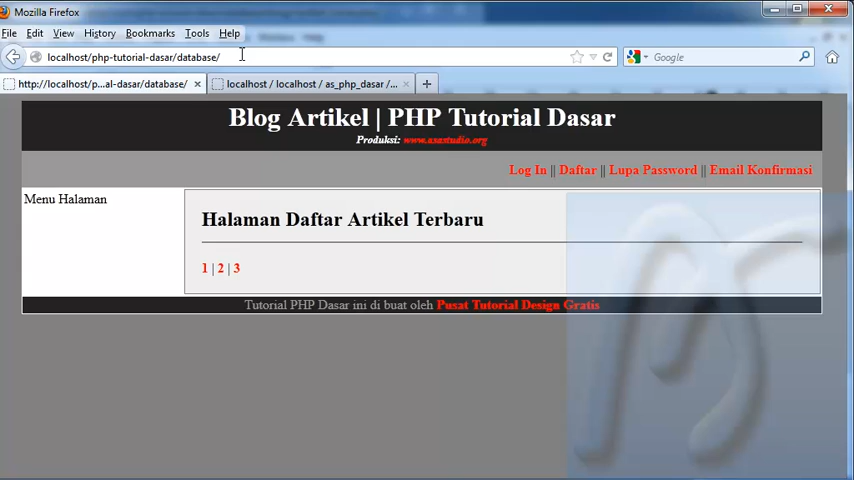 Mozilla Firefox
File Edit View History Bookmarks Tools Help
localhost/php-tutorial-dasar/database/
Google
http://localhost/p...al-dasar/database/
localhost / localhost / as_php_dasar /...
Blog Artikel | PHP Tutorial Dasar
Produksi: www.asastudio.org
Log In || Daftar || Lupa Password || Email Konfirmasi
Menu Halaman
Halaman Daftar Artikel Terbaru
1 | 2 | 3
Tutorial PHP Dasar ini di buat oleh Pusat Tutorial Design Gratis